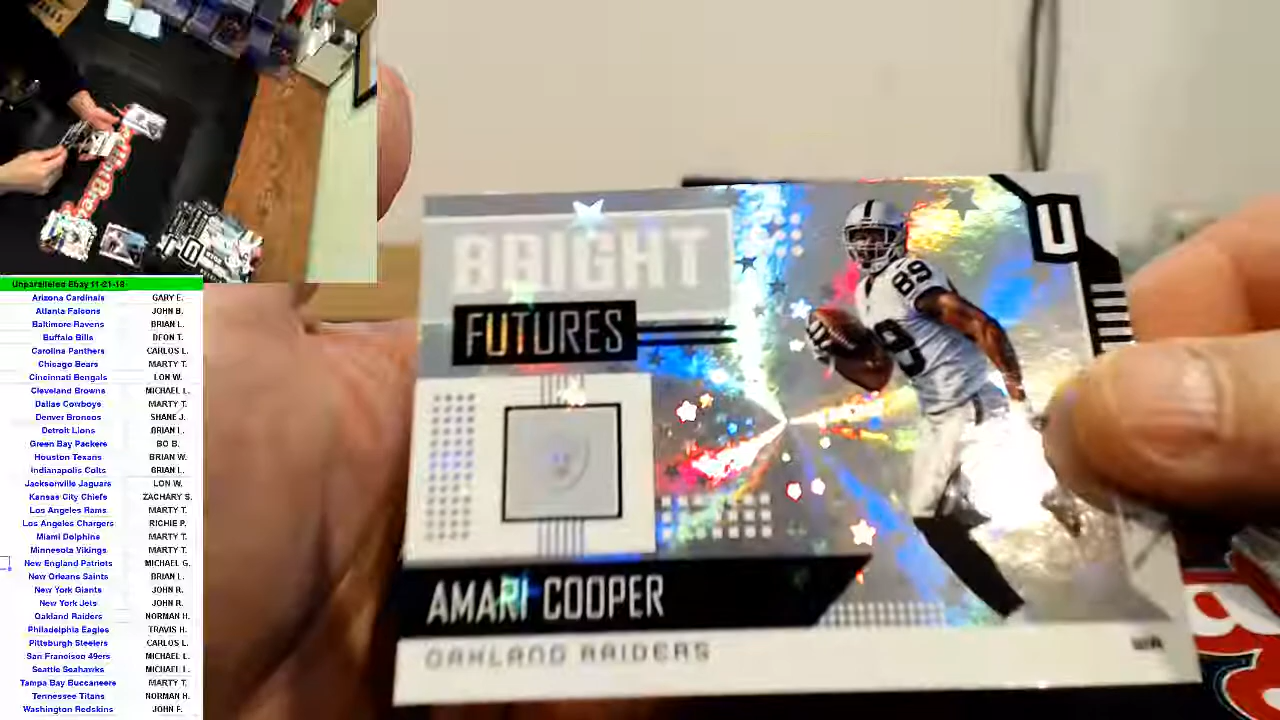 BRIGHT
FUTURES
89
89
U
AMARI COOPER
OAKLAND RAIDERS
WR
Unparalleled Ebay 11-21-18
Arizona Cardinals GARY E.
Atlanta Falcons JOHN B.
Baltimore Ravens BRIAN L.
Buffalo Bills DEON T.
Carolina Panthers CARLOS L.
Chicago Bears MARTY T.
Cincinnati Bengals LON W.
Cleveland Browns MICHAEL L.
Dallas Cowboys MARTY T.
Denver Broncos SHANE J.
Detroit Lions BRIAN L.
Green Bay Packers BO B.
Houston Texans BRIAN W.
Indianapolis Colts BRIAN L.
Jacksonville Jaguars LON W.
Kansas City Chiefs ZACHARY S.
Los Angeles Rams MARTY T.
Los Angeles Chargers RICHIE P.
Miami Dolphins MARTY T.
Minnesota Vikings MARTY T.
New England Patriots MICHAEL G.
New Orleans Saints BRIAN L.
New York Giants JOHN R.
New York Jets JOHN R.
Oakland Raiders NORMAN H.
Philadelphia Eagles TRAVIS H.
Pittsburgh Steelers CARLOS L.
San Francisco 49ers MICHAEL L.
Seattle Seahawks MICHAEL L.
Tampa Bay Buccaneers MARTY T.
Tennessee Titans NORMAN H.
Washington Redskins JOHN F.